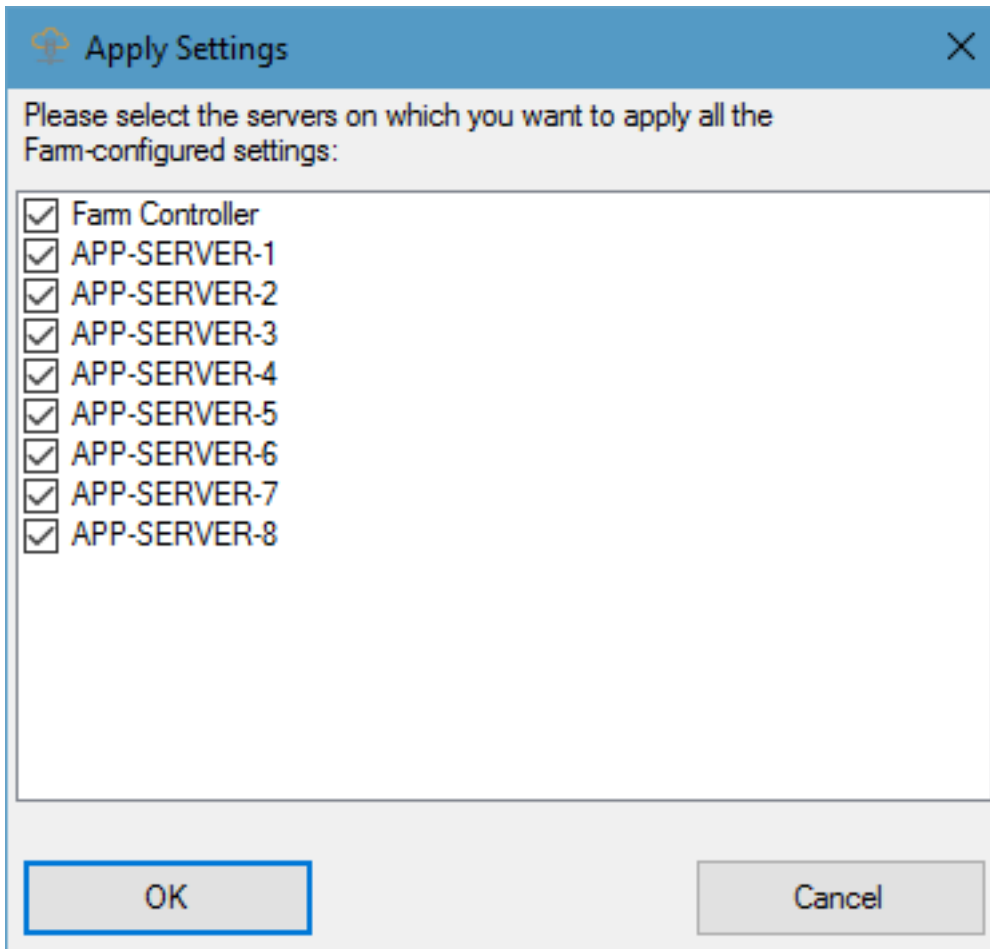 Apply Settings
Please select the servers on which you want to apply all the
Farm-configured settings:
Farm Controller
APP-SERVER-1
APP-SERVER-2
APP-SERVER-3
APP-SERVER-4
APP-SERVER-5
APP-SERVER-6
APP-SERVER-7
APP-SERVER-8
OK
Cancel